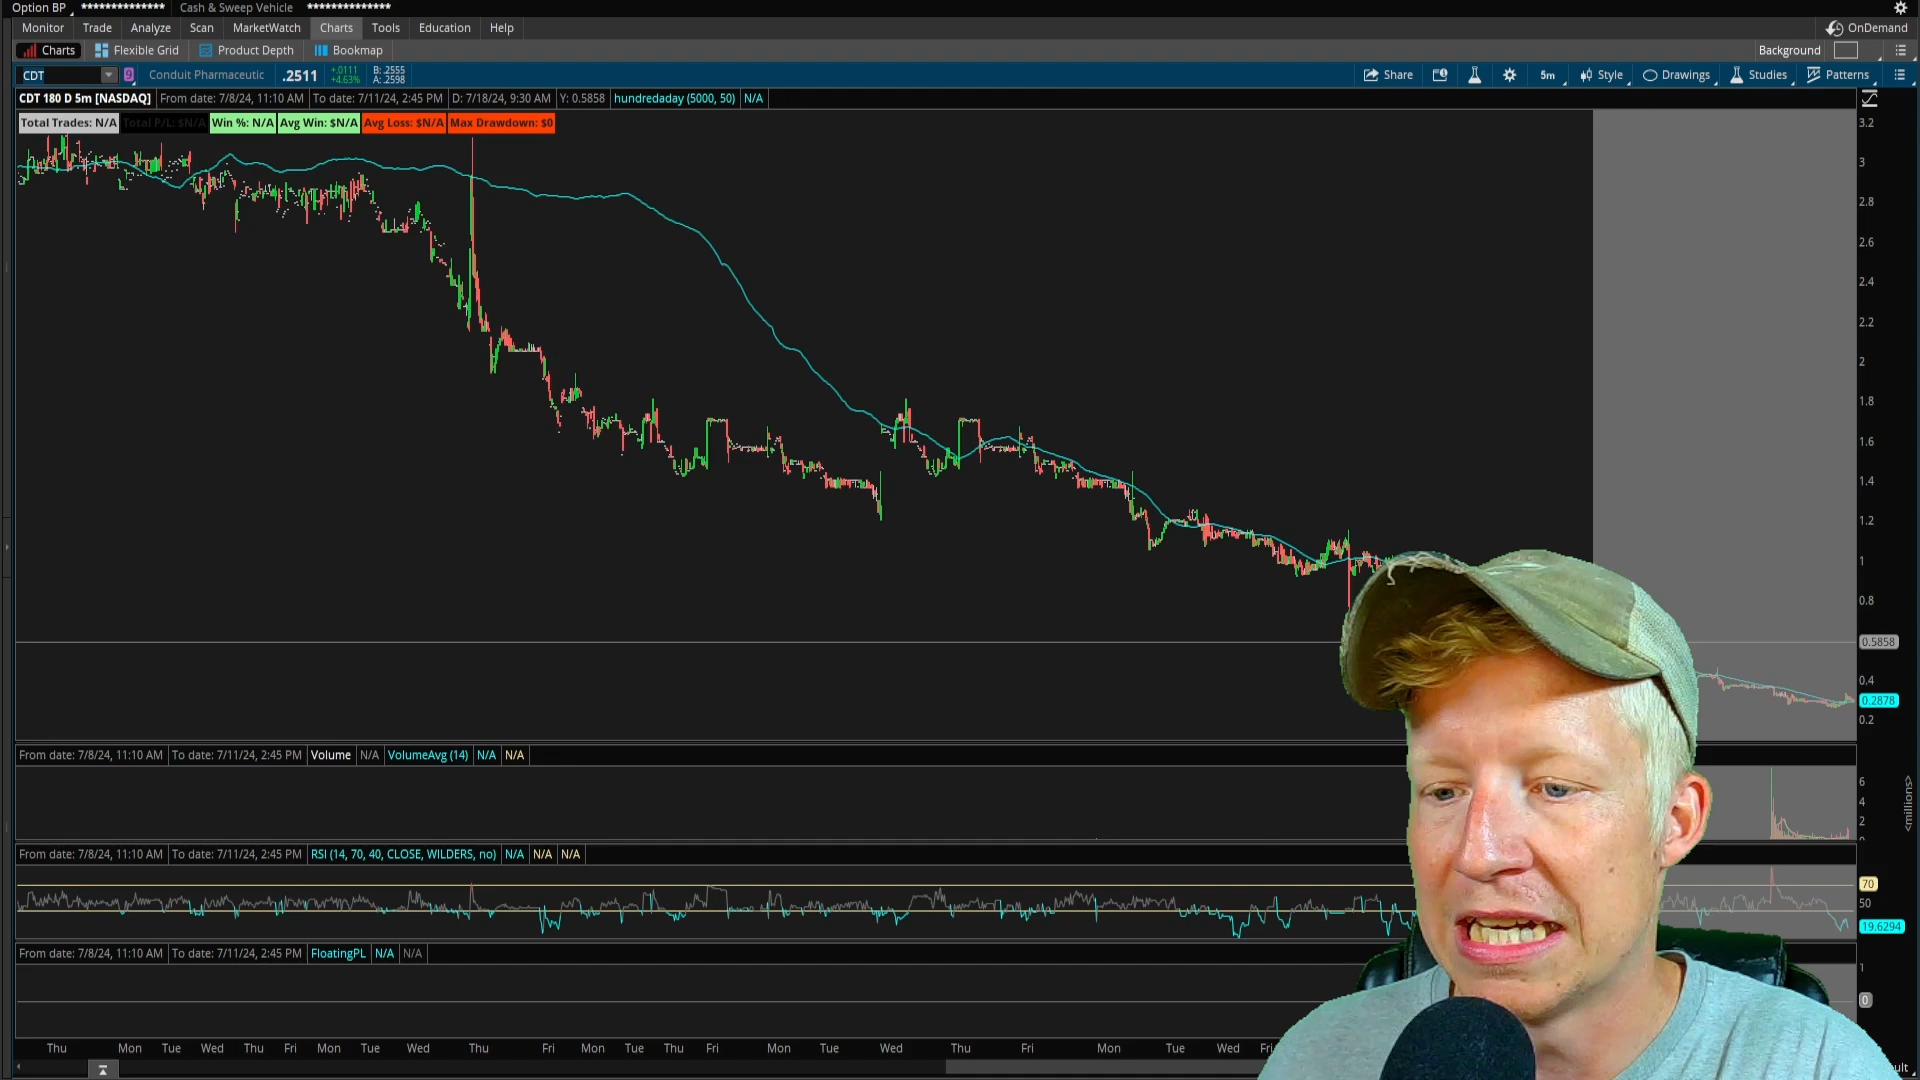 Option BP ************** Cash & Sweep Vehicle **************
Monitor Trade Analyze Scan MarketWatch Charts Tools Education Help OnDemand
Charts Flexible Grid Product Depth Bookmap Background
CDT 9 Conduit Pharmaceutic .2511 +.0111 +4.63% B: .2555 A: .2598 Share 5m Style Drawings Studies Patterns
CDT 180 D 5m [NASDAQ] From date: 7/8/24, 11:10 AM To date: 7/11/24, 2:45 PM D: 7/18/24, 9:30 AM Y: 0.5858 hundredaday (5000, 50) N/A
Total Trades: N/A Total P/L: $N/A Win %: N/A Avg Win: $N/A Avg Loss: $N/A Max Drawdown: $0
3.2
3
2.8
2.6
2.4
2.2
2
1.8
1.6
1.4
1.2
1
0.8
0.5858
0.4
0.2878
0.2
From date: 7/8/24, 11:10 AM To date: 7/11/24, 2:45 PM Volume N/A VolumeAvg (14) N/A N/A
6
4
2
<millions>
From date: 7/8/24, 11:10 AM To date: 7/11/24, 2:45 PM RSI (14, 70, 40, CLOSE, WILDERS, no) N/A N/A N/A
70
50
19.6294
From date: 7/8/24, 11:10 AM To date: 7/11/24, 2:45 PM FloatingPL N/A N/A
1
0
Thu Mon Tue Wed Thu Fri Mon Tue Wed Thu Fri Mon Tue Thu Fri Mon Tue Wed Thu Fri Mon Tue Wed Fri